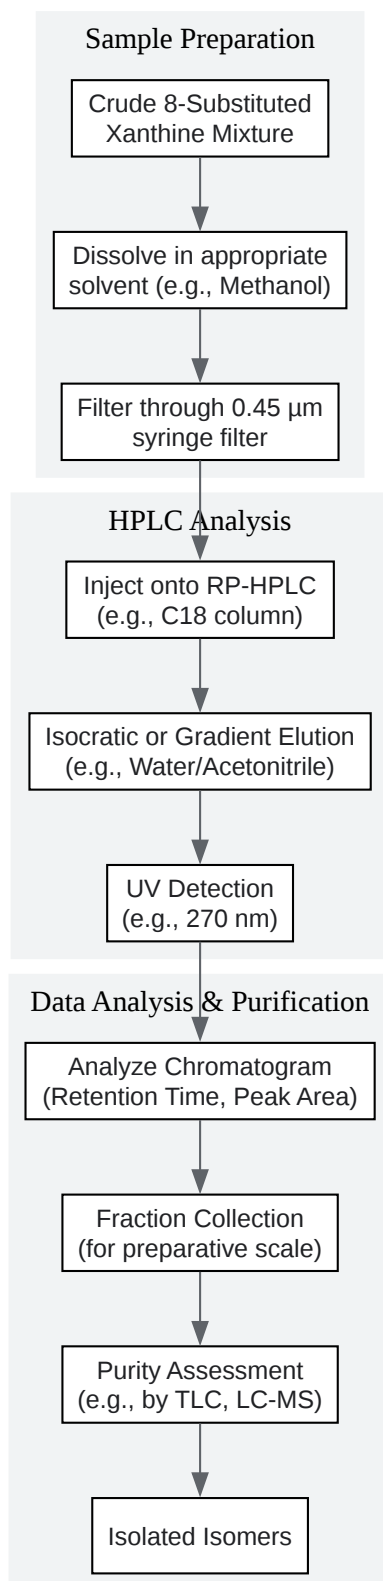 Sample Preparation
Crude 8-Substituted
Xanthine Mixture
Dissolve in appropriate
solvent (e.g., Methanol)
Filter through 0.45 µm
syringe filter
HPLC Analysis
Inject onto RP-HPLC
(e.g., C18 column)
Isocratic or Gradient Elution
(e.g., Water/Acetonitrile)
UV Detection
(e.g., 270 nm)
Data Analysis & Purification
Analyze Chromatogram
(Retention Time, Peak Area)
Fraction Collection
(for preparative scale)
Purity Assessment
(e.g., by TLC, LC-MS)
Isolated Isomers